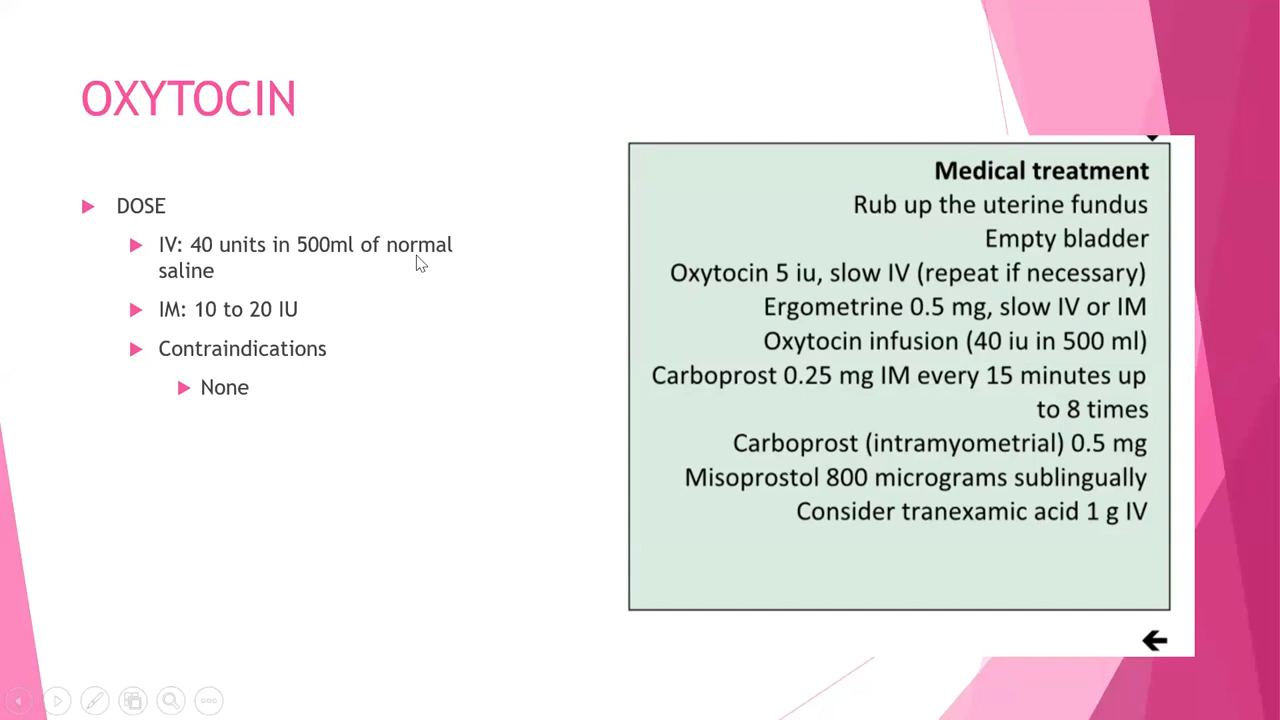 OXYTOCIN
DOSE
IV: 40 units in 500ml of normal
saline
IM: 10 to 20 IU
Contraindications
None
Medical treatment
Rub up the uterine fundus
Empty bladder
Oxytocin 5 iu, slow IV (repeat if necessary)
Ergometrine 0.5 mg, slow IV or IM
Oxytocin infusion (40 iu in 500 ml)
Carboprost 0.25 mg IM every 15 minutes up
to 8 times
Carboprost (intramyometrial) 0.5 mg
Misoprostol 800 micrograms sublingually
Consider tranexamic acid 1 g IV